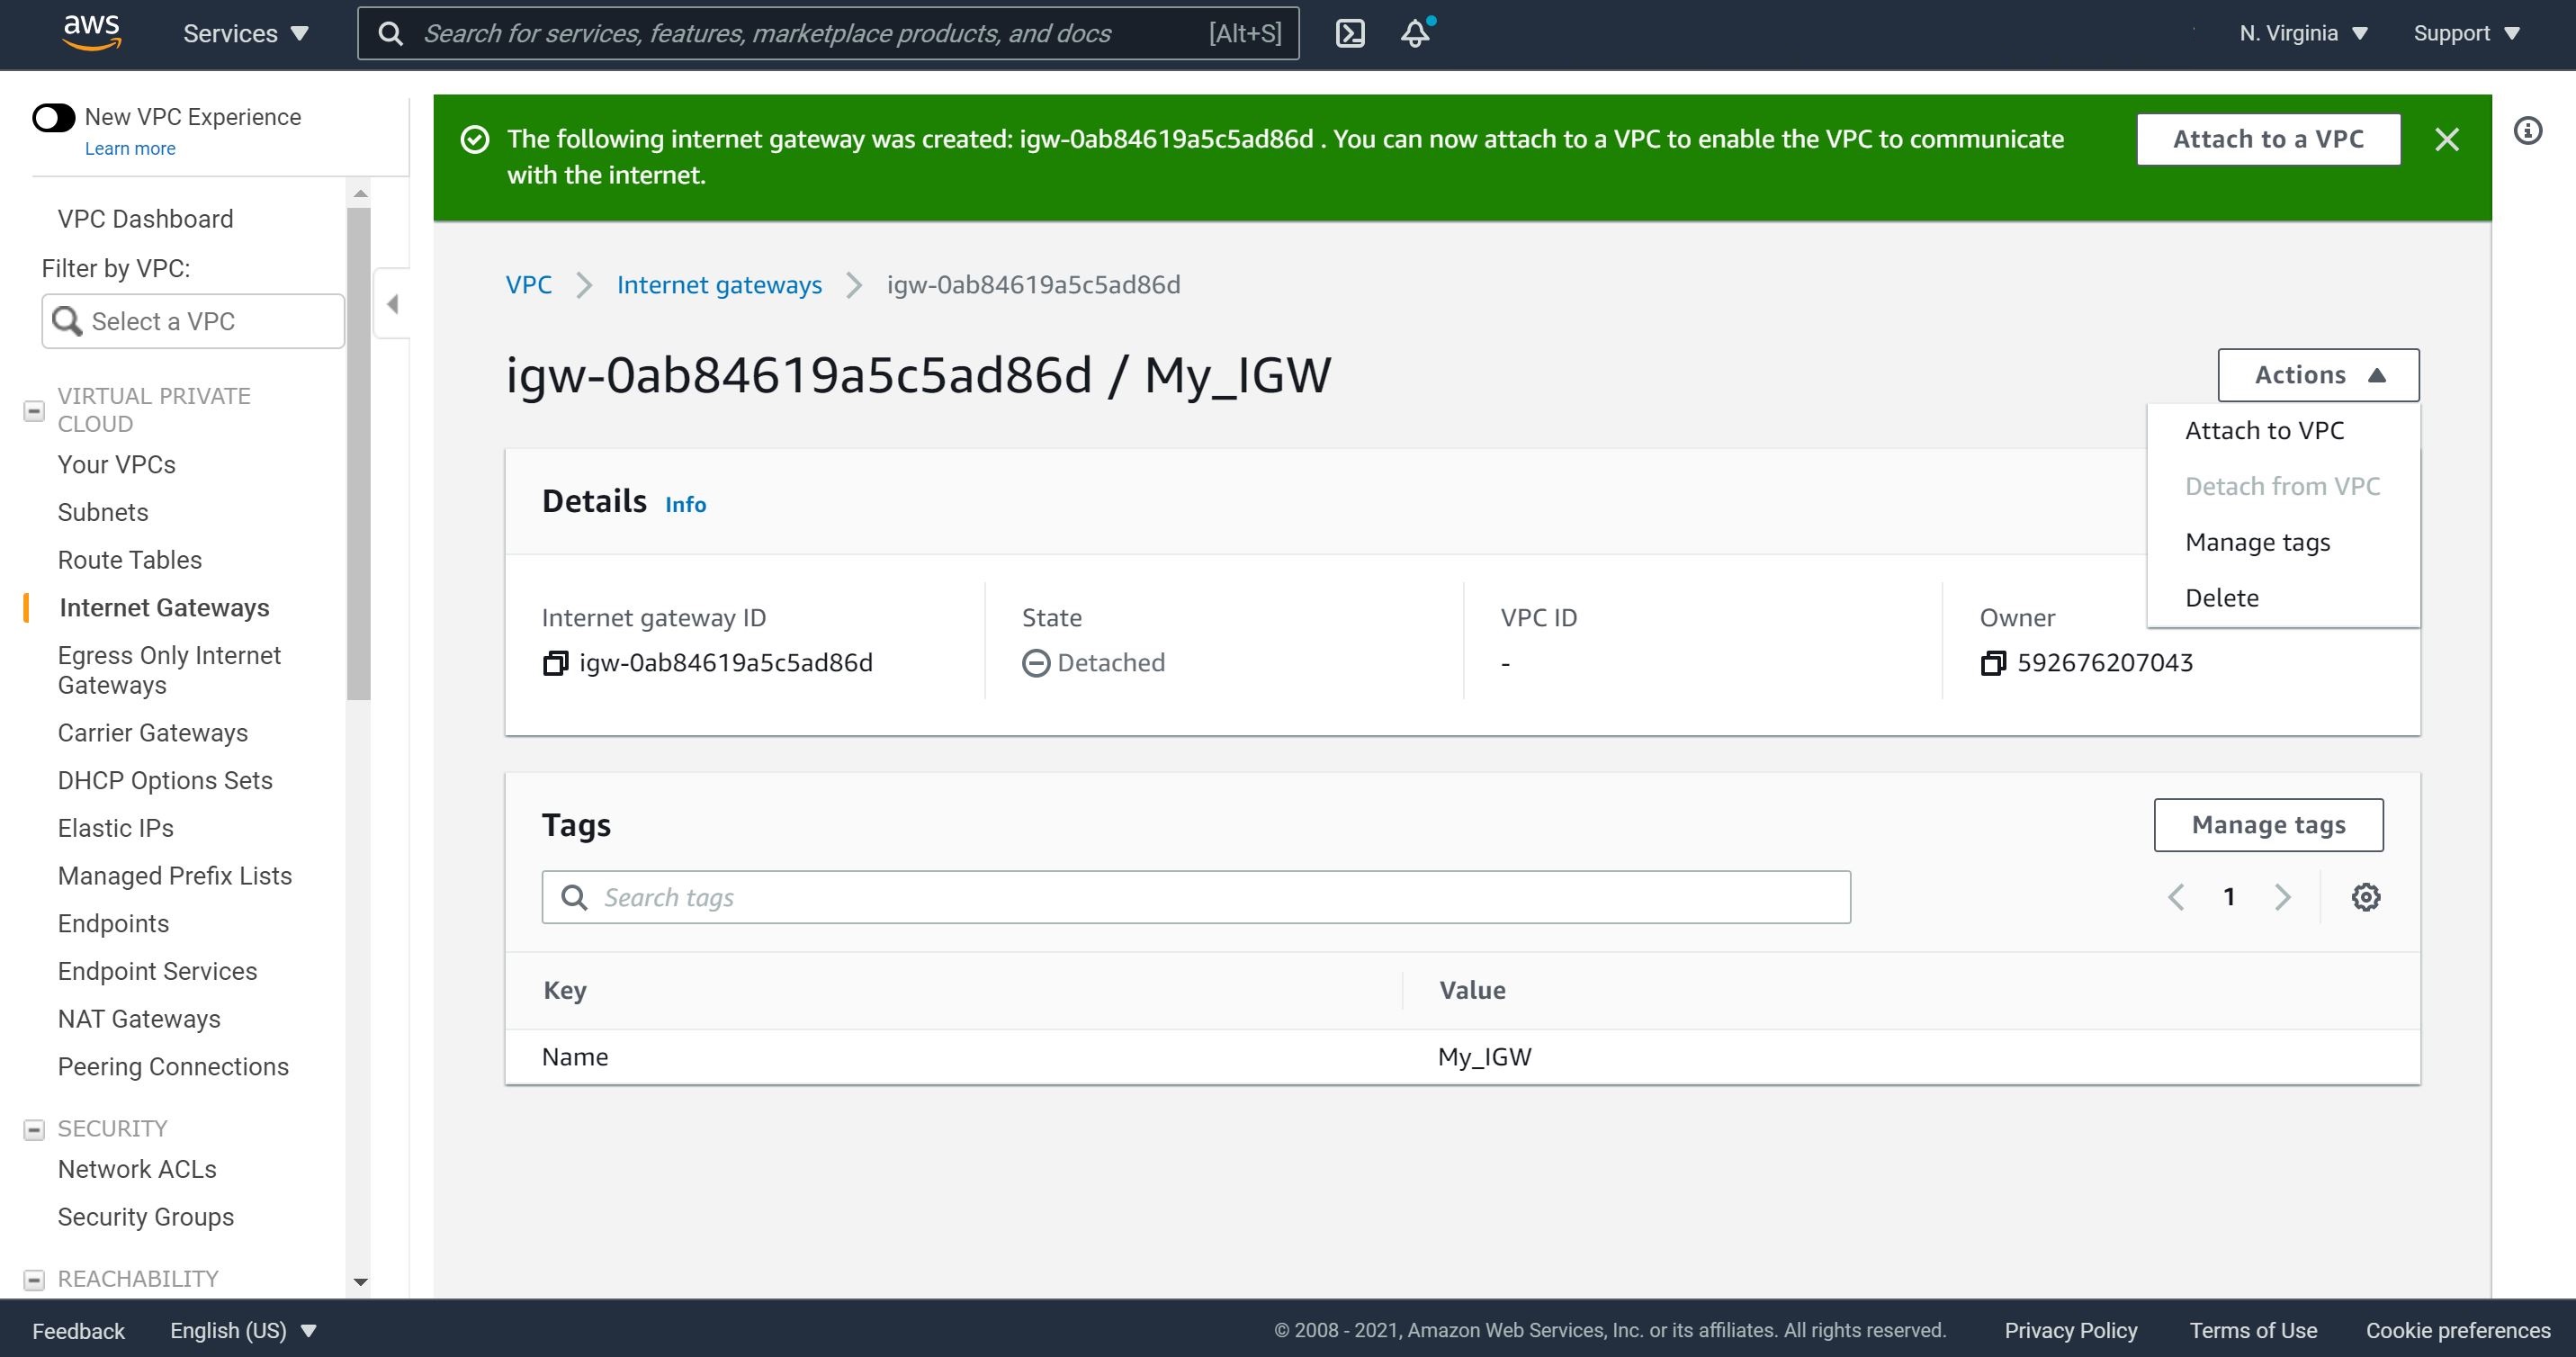 aws
Services
Search for services, features, marketplace products, and docs
[Alt+S]
N. Virginia
Support
New VPC Experience
Learn more
VPC Dashboard
Filter by VPC:
Select a VPC
VIRTUAL PRIVATE
CLOUD
Your VPCs
Subnets
Route Tables
Internet Gateways
Egress Only Internet
Gateways
Carrier Gateways
DHCP Options Sets
Elastic IPs
Managed Prefix Lists
Endpoints
Endpoint Services
NAT Gateways
Peering Connections
SECURITY
Network ACLs
Security Groups
REACHABILITY
The following internet gateway was created: igw-0ab84619a5c5ad86d . You can now attach to a VPC to enable the VPC to communicate
with the internet.
Attach to a VPC
VPC
Internet gateways
igw-0ab84619a5c5ad86d
igw-0ab84619a5c5ad86d / My_IGW
Actions
Attach to VPC
Detach from VPC
Manage tags
Delete
Details Info
Internet gateway ID
igw-0ab84619a5c5ad86d
State
Detached
VPC ID
-
Owner
592676207043
Tags
Manage tags
Search tags
1
Key
Value
Name
My_IGW
Feedback
English (US)
© 2008 - 2021, Amazon Web Services, Inc. or its affiliates. All rights reserved.
Privacy Policy
Terms of Use
Cookie preferences